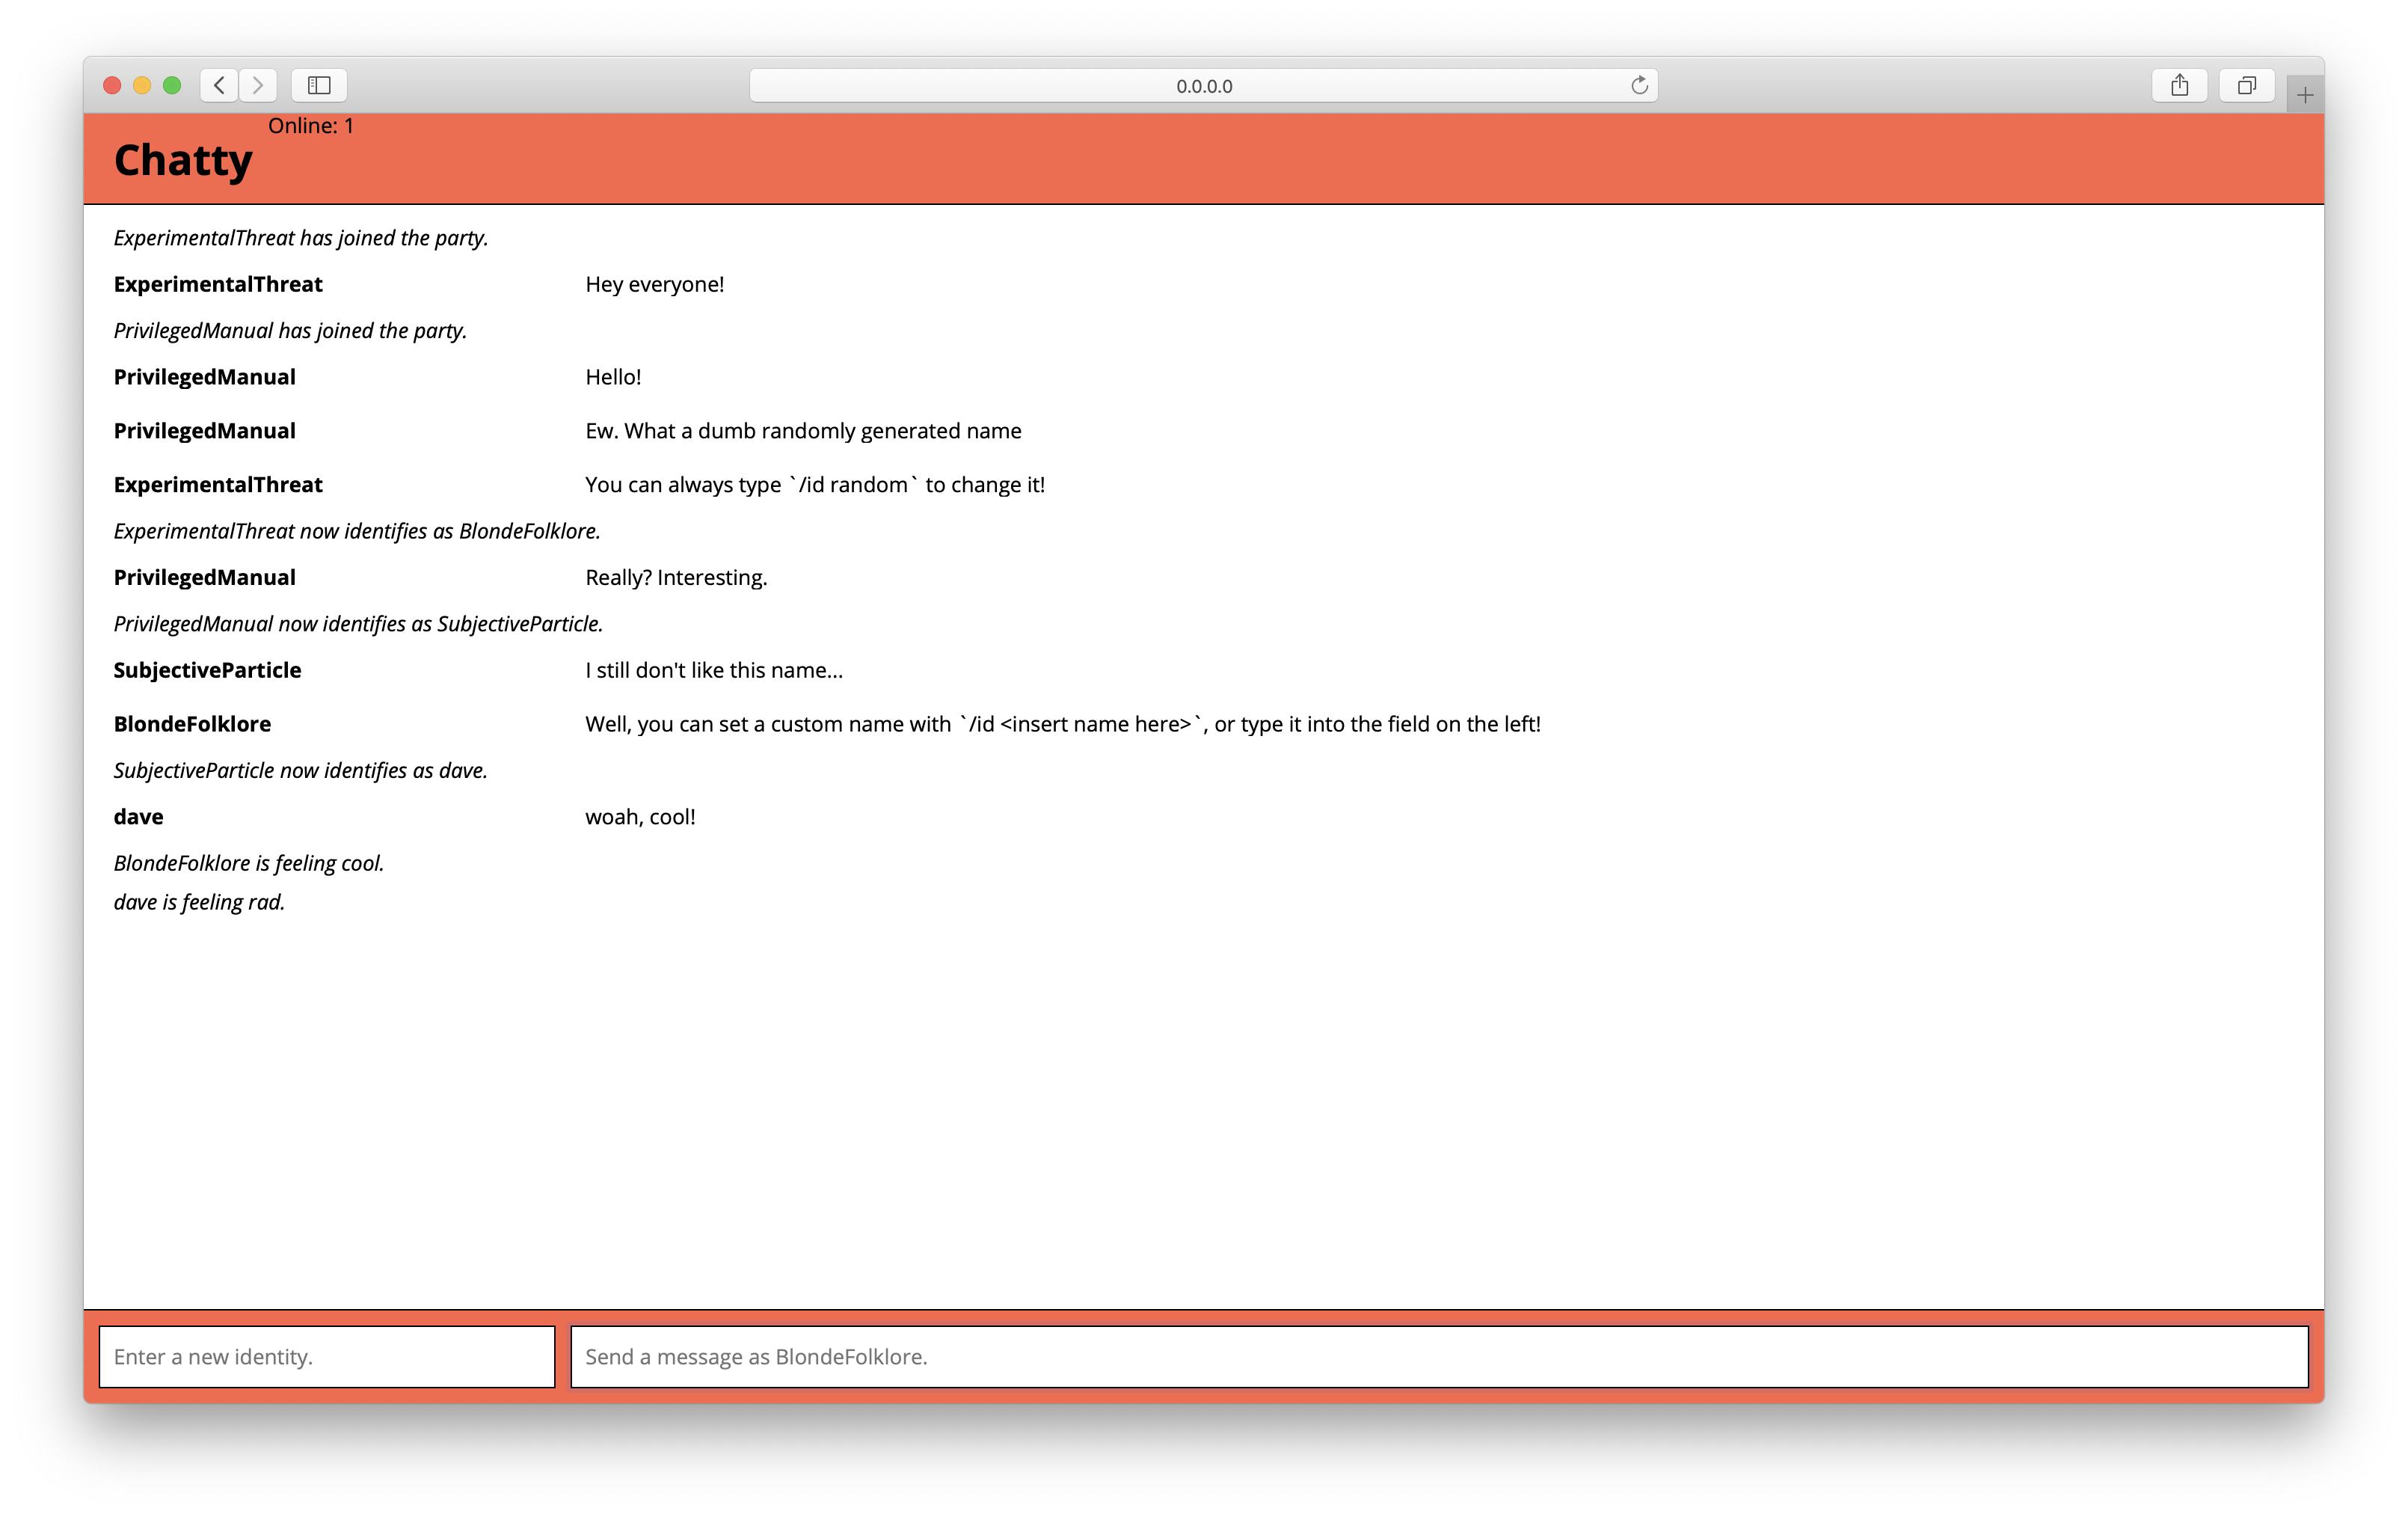 0.0.0.0
Online: 1
Chatty
ExperimentalThreat has joined the party.
ExperimentalThreat Hey everyone!
PrivilegedManual has joined the party.
PrivilegedManual Hello!
PrivilegedManual Ew. What a dumb randomly generated name
ExperimentalThreat You can always type `/id random` to change it!
ExperimentalThreat now identifies as BlondeFolklore.
PrivilegedManual Really? Interesting.
PrivilegedManual now identifies as SubjectiveParticle.
SubjectiveParticle I still don't like this name...
BlondeFolklore Well, you can set a custom name with `/id <insert name here>`, or type it into the field on the left!
SubjectiveParticle now identifies as dave.
dave woah, cool!
BlondeFolklore is feeling cool.
dave is feeling rad.
Enter a new identity. Send a message as BlondeFolklore.